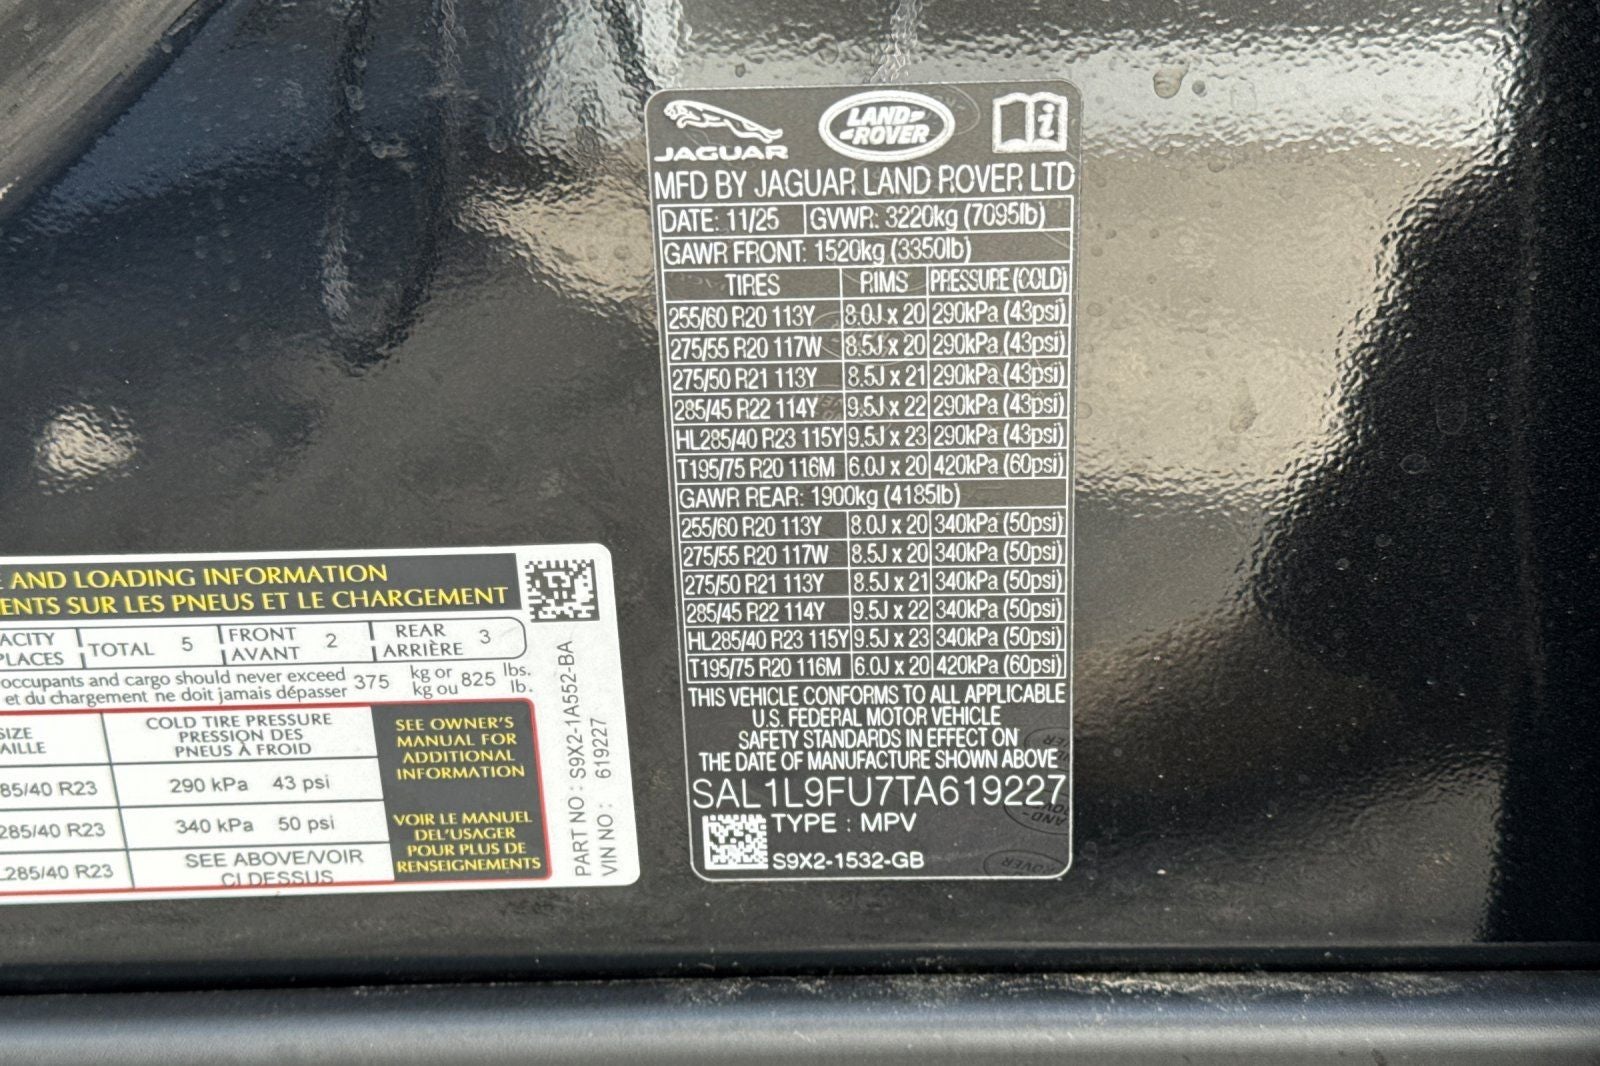 JAGUAR
LAND-
-ROVER
i
MFD BY JAGUAR LAND ROVER LTD
DATE: 11/25 GVWR: 3220kg (7095lb)
GAWR FRONT: 1520kg (3350lb)
TIRES RIMS PRESSURE (COLD)
255/60 R20 113Y 8.0J x 20 290kPa (43psi)
275/55 R20 117W 8.5J x 20 290kPa (43psi)
275/50 R21 113Y 8.5J x 21 290kPa (43psi)
285/45 R22 114Y 9.5J x 22 290kPa (43psi)
HL285/40 R23 115Y 9.5J x 23 290kPa (43psi)
T195/75 R20 116M 6.0J x 20 420kPa (60psi)
GAWR REAR: 1900kg (4185lb)
255/60 R20 113Y 8.0J x 20 340kPa (50psi)
275/55 R20 117W 8.5J x 20 340kPa (50psi)
275/50 R21 113Y 8.5J x 21 340kPa (50psi)
285/45 R22 114Y 9.5J x 22 340kPa (50psi)
HL285/40 R23 115Y 9.5J x 23 340kPa (50psi)
T195/75 R20 116M 6.0J x 20 420kPa (60psi)
THIS VEHICLE CONFORMS TO ALL APPLICABLE
U.S. FEDERAL MOTOR VEHICLE
SAFETY STANDARDS IN EFFECT ON
THE DATE OF MANUFACTURE SHOWN ABOVE
SAL1L9FU7TA619227
TYPE : MPV
S9X2-1532-GB
E AND LOADING INFORMATION
ENTS SUR LES PNEUS ET LE CHARGEMENT
ACITY TOTAL 5 FRONT 2 REAR 3
PLACES AVANT ARRIÈRE
occupants and cargo should never exceed 375 kg or 825 lbs.
et du chargement ne doit jamais dépasser kg ou lb.
SIZE COLD TIRE PRESSURE
AILLE PRESSION DES
PNEUS À FROID
85/40 R23 290 kPa 43 psi
285/40 R23 340 kPa 50 psi
L285/40 R23 SEE ABOVE/VOIR
CI DESSUS
SEE OWNER'S
MANUAL FOR
ADDITIONAL
INFORMATION
VOIR LE MANUEL
DEL'USAGER
POUR PLUS DE
RENSEIGNEMENTS
PART NO : S9X2-1A552-BA
VIN NO : 619227